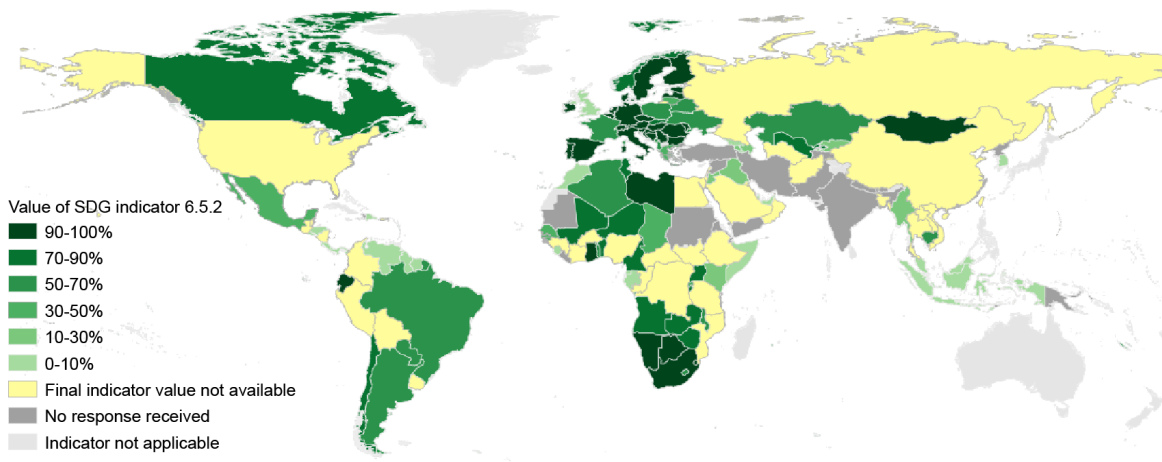 Value of SDG indicator 6.5.2
90-100%
70-90%
50-70%
30-50%
10-30%
0-10%
Final indicator value not available
No response received
Indicator not applicable